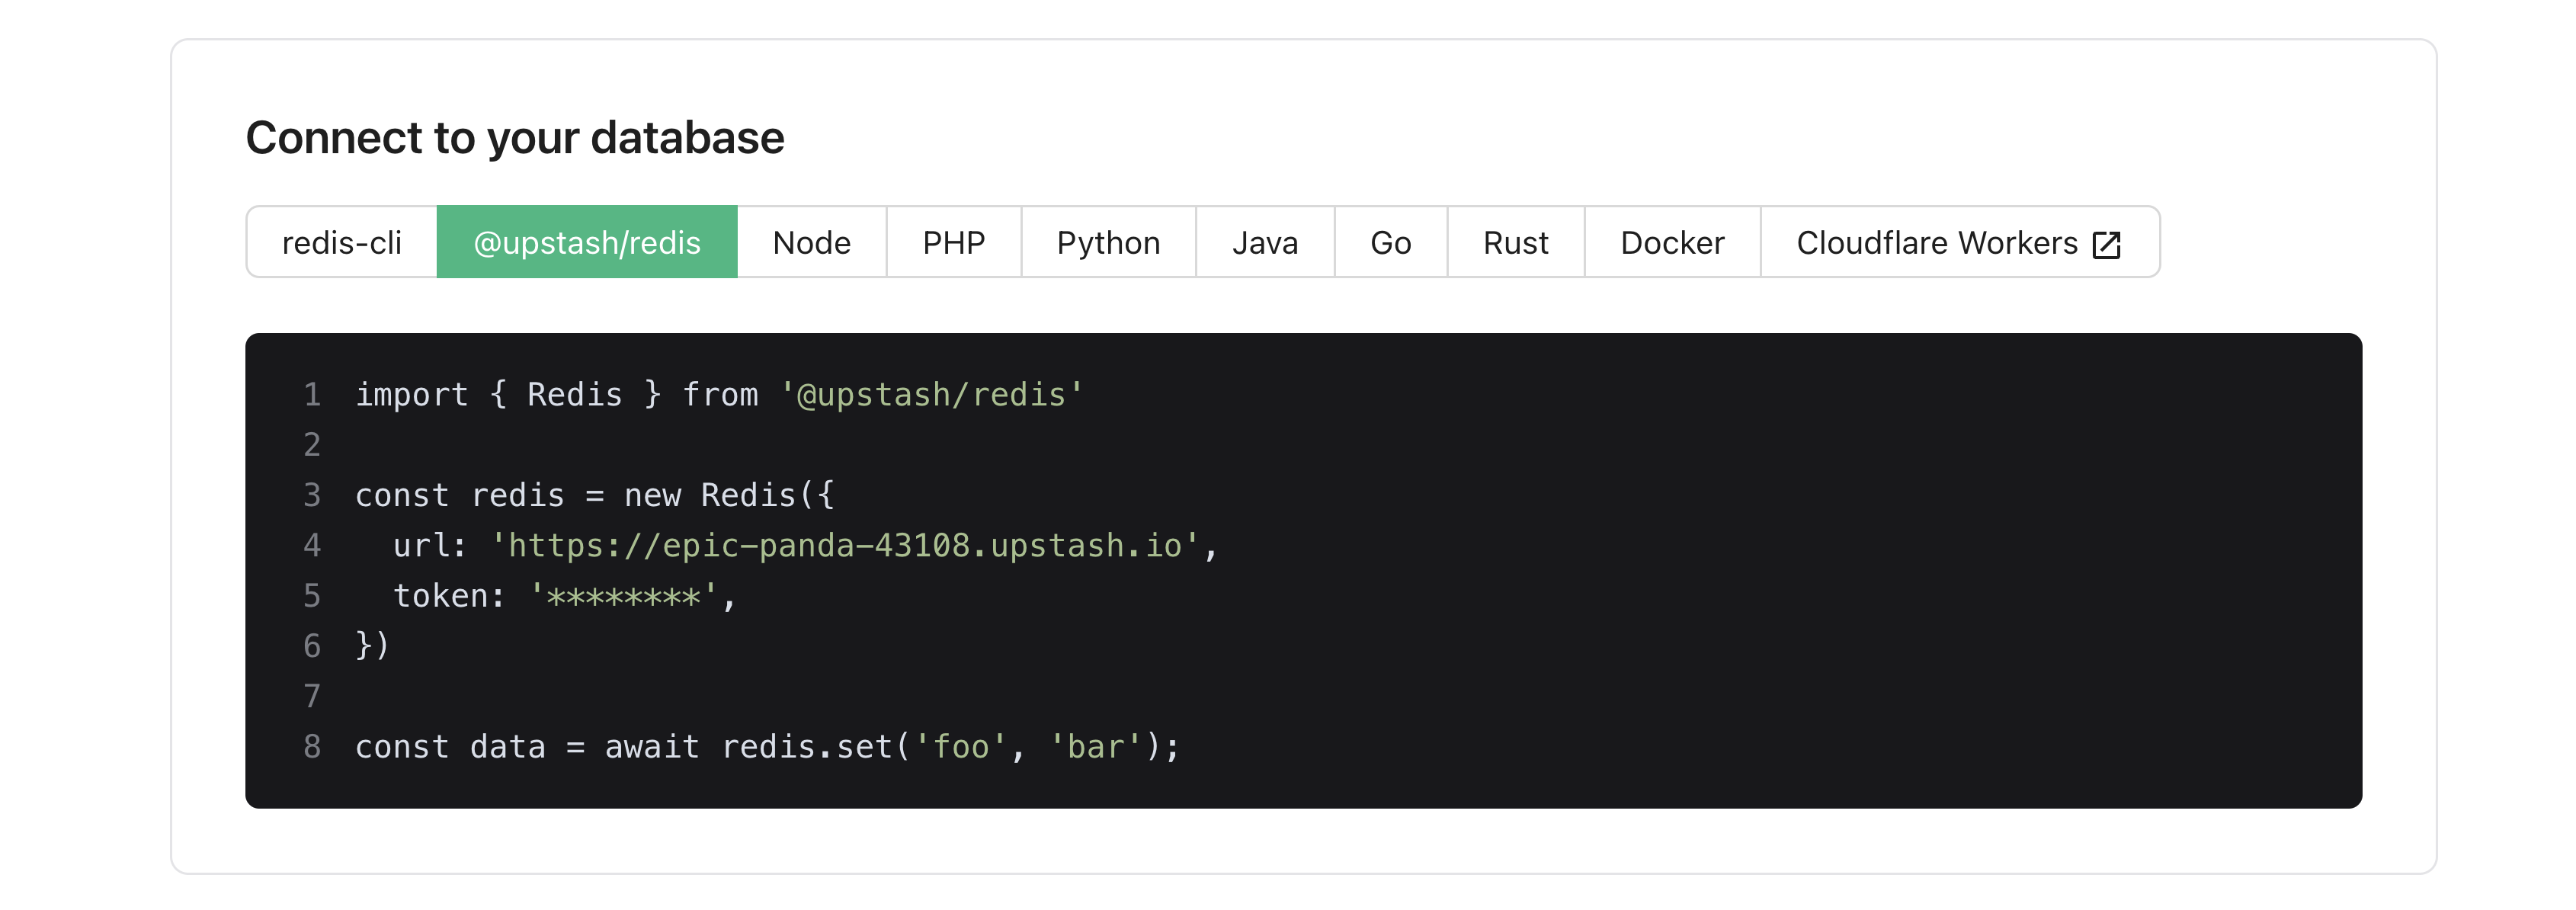 Connect to your database
redis-cli @upstash/redis Node PHP Python Java Go Rust Docker Cloudflare Workers
1 import { Redis } from '@upstash/redis'
2
3 const redis = new Redis({
4   url: 'https://epic-panda-43108.upstash.io',
5   token: '********',
6 })
7
8 const data = await redis.set('foo', 'bar');